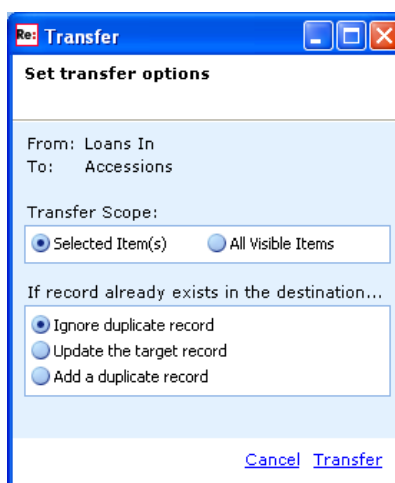 Re: Transfer
Set transfer options
From: Loans In
To: Accessions
Transfer Scope:
Selected Item(s) All Visible Items
If record already exists in the destination...
Ignore duplicate record
Update the target record
Add a duplicate record
Cancel Transfer